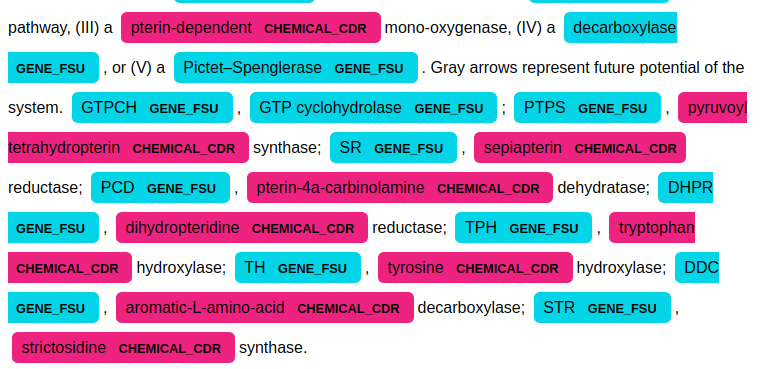 pathway, (III) a pterin-dependent CHEMICAL_CDR mono-oxygenase, (IV) a decarboxylase
GENE_FSU , or (V) a Pictet–Spenglerase GENE_FSU . Gray arrows represent future potential of the
system. GTPCH GENE_FSU , GTP cyclohydrolase GENE_FSU ; PTPS GENE_FSU , pyruvoyl
tetrahydropterin CHEMICAL_CDR synthase; SR GENE_FSU , sepiapterin CHEMICAL_CDR
reductase; PCD GENE_FSU , pterin-4a-carbinolamine CHEMICAL_CDR dehydratase; DHPR
GENE_FSU , dihydropteridine CHEMICAL_CDR reductase; TPH GENE_FSU , tryptophan
CHEMICAL_CDR hydroxylase; TH GENE_FSU , tyrosine CHEMICAL_CDR hydroxylase; DDC
GENE_FSU , aromatic-L-amino-acid CHEMICAL_CDR decarboxylase; STR GENE_FSU ,
strictosidine CHEMICAL_CDR synthase.